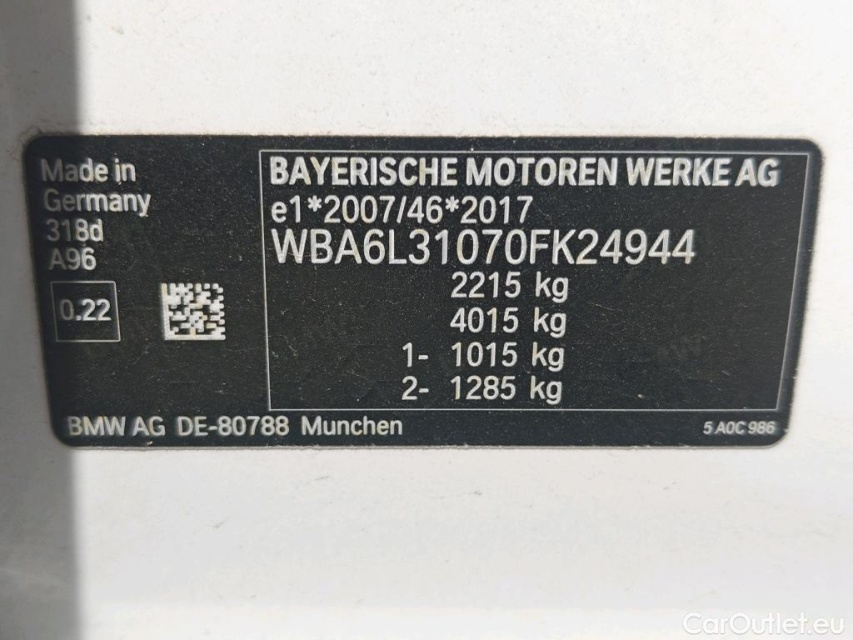 Made in
Germany
318d
A96
0.22
BAYERISCHE MOTOREN WERKE AG
e1*2007/46*2017
WBA6L31070FK24944
2215 kg
4015 kg
1- 1015 kg
2- 1285 kg
BMW AG DE-80788 Munchen
5 A0C 986
CarOutlet.eu